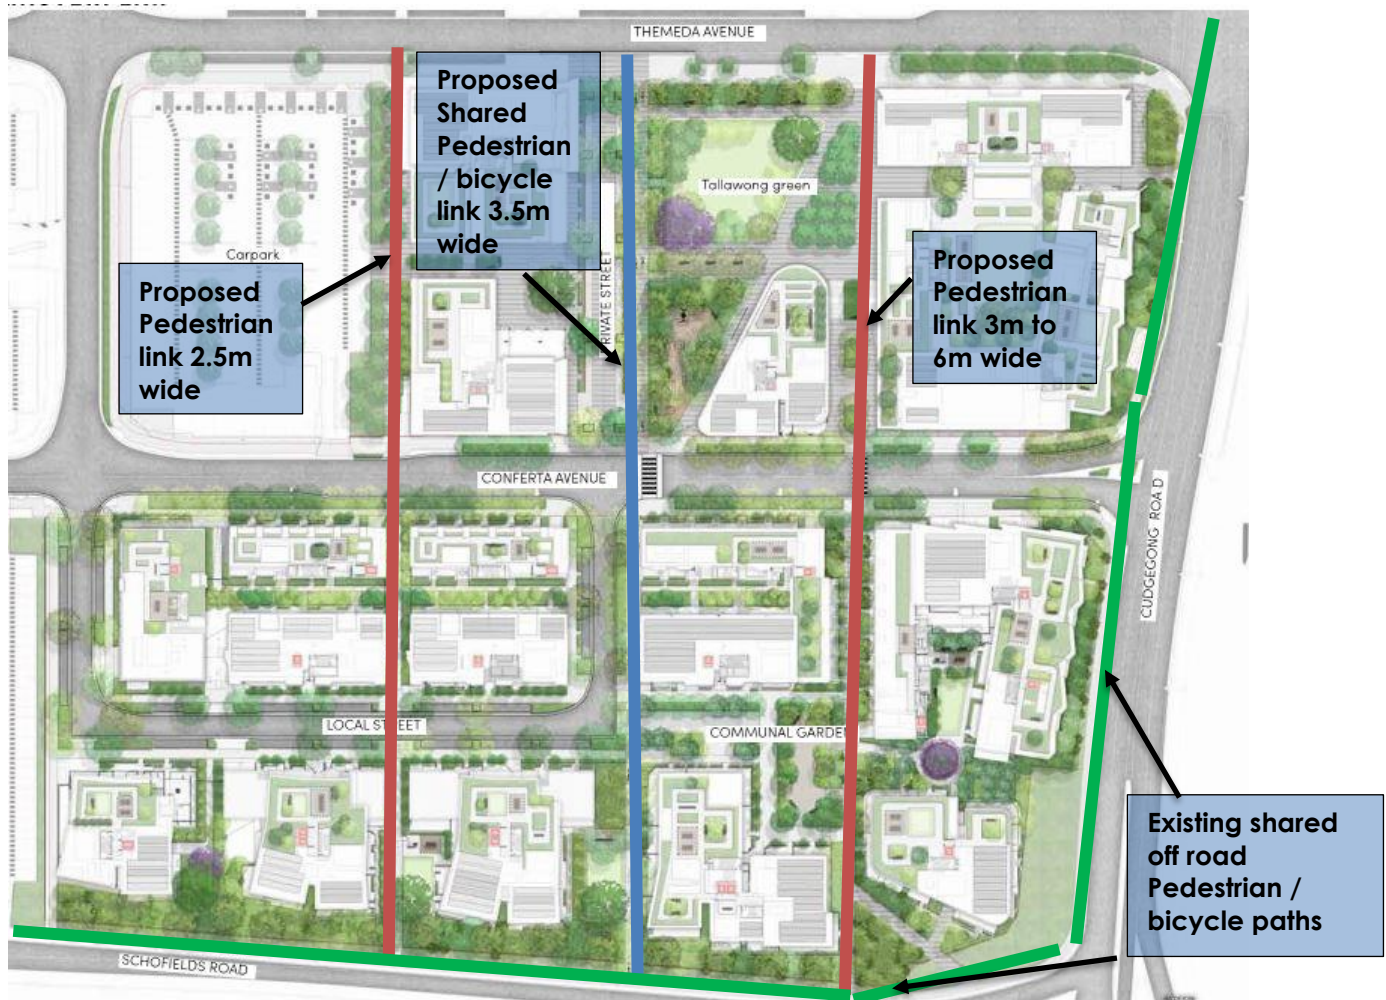 THEMEDA AVENUE
Proposed
Shared
Pedestrian
/ bicycle
link 3.5m
wide
Tallawong green
Carpark
PRIVATE STREET
Proposed
Pedestrian
link 2.5m
wide
Proposed
Pedestrian
link 3m to
6m wide
CONFERTA AVENUE
CUDGEGONG ROAD
LOCAL STREET
COMMUNAL GARDEN
Existing shared
off road
Pedestrian /
bicycle paths
SCHOFIELDS ROAD